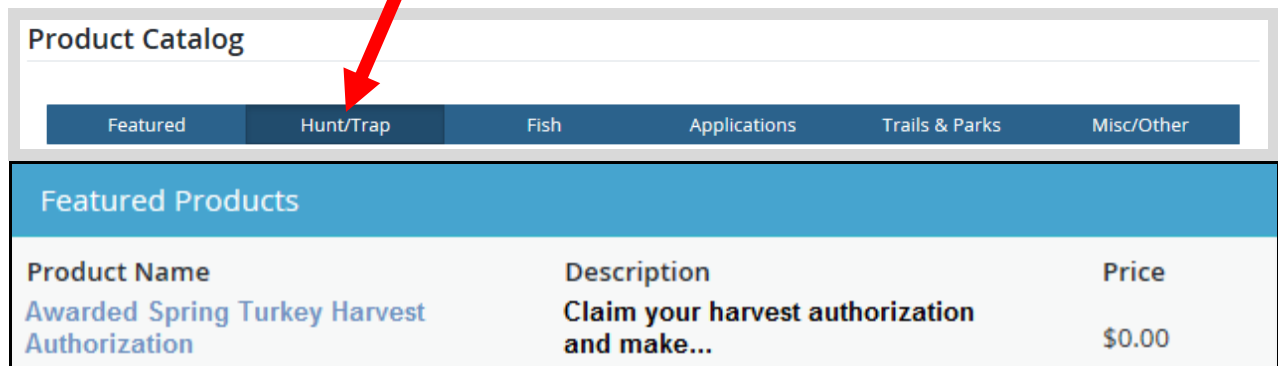 Product Catalog
Featured Hunt/Trap Fish Applications Trails & Parks Misc/Other
Featured Products
Product Name Description Price
Awarded Spring Turkey Harvest Claim your harvest authorization
Authorization and make... $0.00